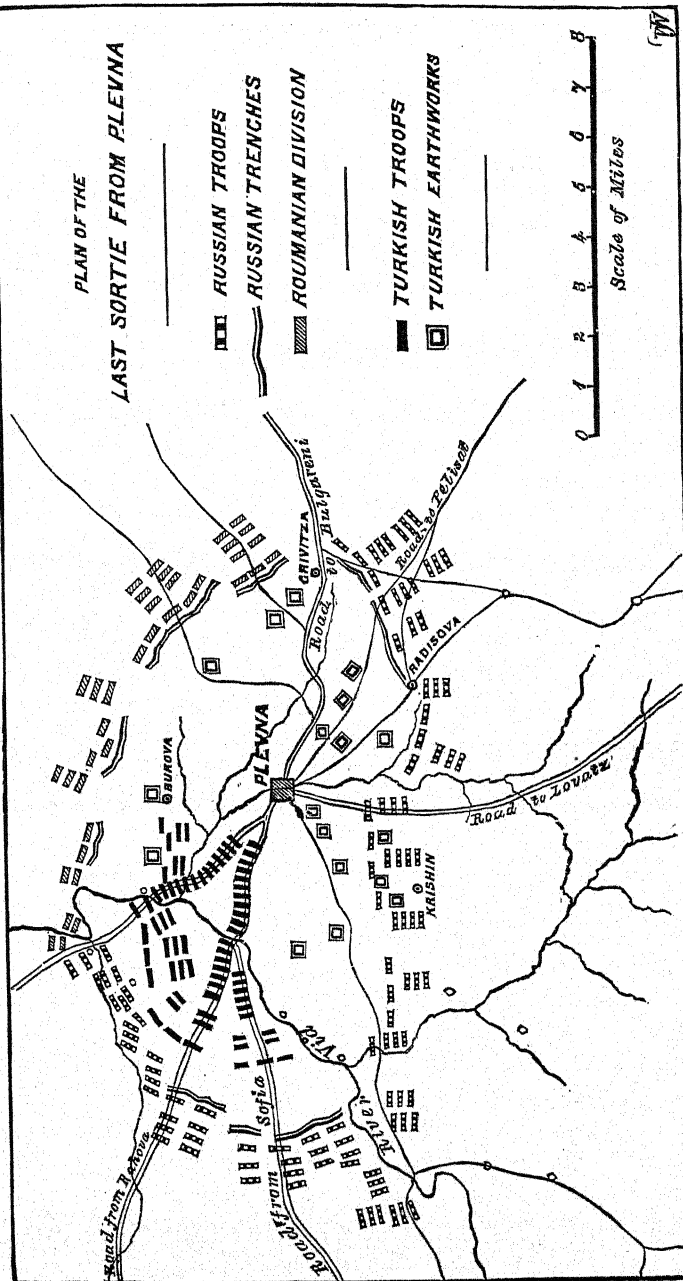 PLAN OF THE
LAST SORTIE FROM PLEVNA
RUSSIAN TROOPS
RUSSIAN TRENCHES
ROUMANIAN DIVISION
TURKISH TROOPS
TURKISH EARTHWORKS
0 1 2 3 4 5 6 7 8
Scale of Miles
Road from Rahova
Road from Sofia
River Vid
BUKOVA
PLEVNA
GRIVITZA
Road to Bulgareni
Road to Pelisat
RADISOVA
KRISHIN
Road to Lovatz